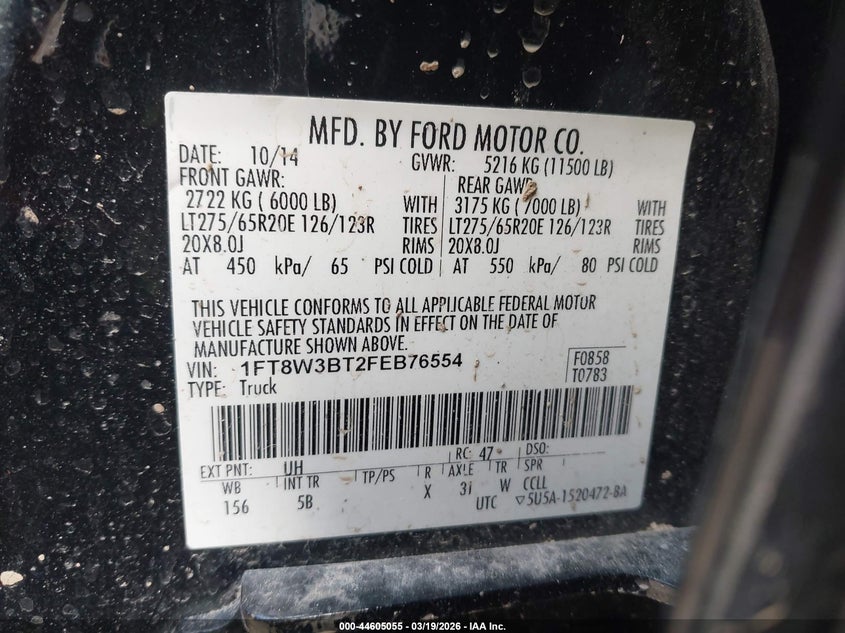 MFD. BY FORD MOTOR CO.
DATE: 10/14 GVWR: 5216 KG (11500 LB)
FRONT GAWR: REAR GAWR:
2722 KG ( 6000 LB) WITH 3175 KG ( 7000 LB) WITH
LT275/65R20E 126/123R TIRES LT275/65R20E 126/123R TIRES
20X8.0J RIMS 20X8.0J RIMS
AT 450 kPa/ 65 PSI COLD AT 550 kPa/ 80 PSI COLD
THIS VEHICLE CONFORMS TO ALL APPLICABLE FEDERAL MOTOR
VEHICLE SAFETY STANDARDS IN EFFECT ON THE DATE OF
MANUFACTURE SHOWN ABOVE.
VIN: 1FT8W3BT2FEB76554 F0858
TYPE: Truck T0783
EXT PNT: UH RC: 47 DSO:
WB INT TR TP/PS R AXLE TR SPR
156 5B X 31 W CCLL
UTC ▽5U5A-1520472-BA
000-44605055 — 03/19/2026 — IAA Inc.